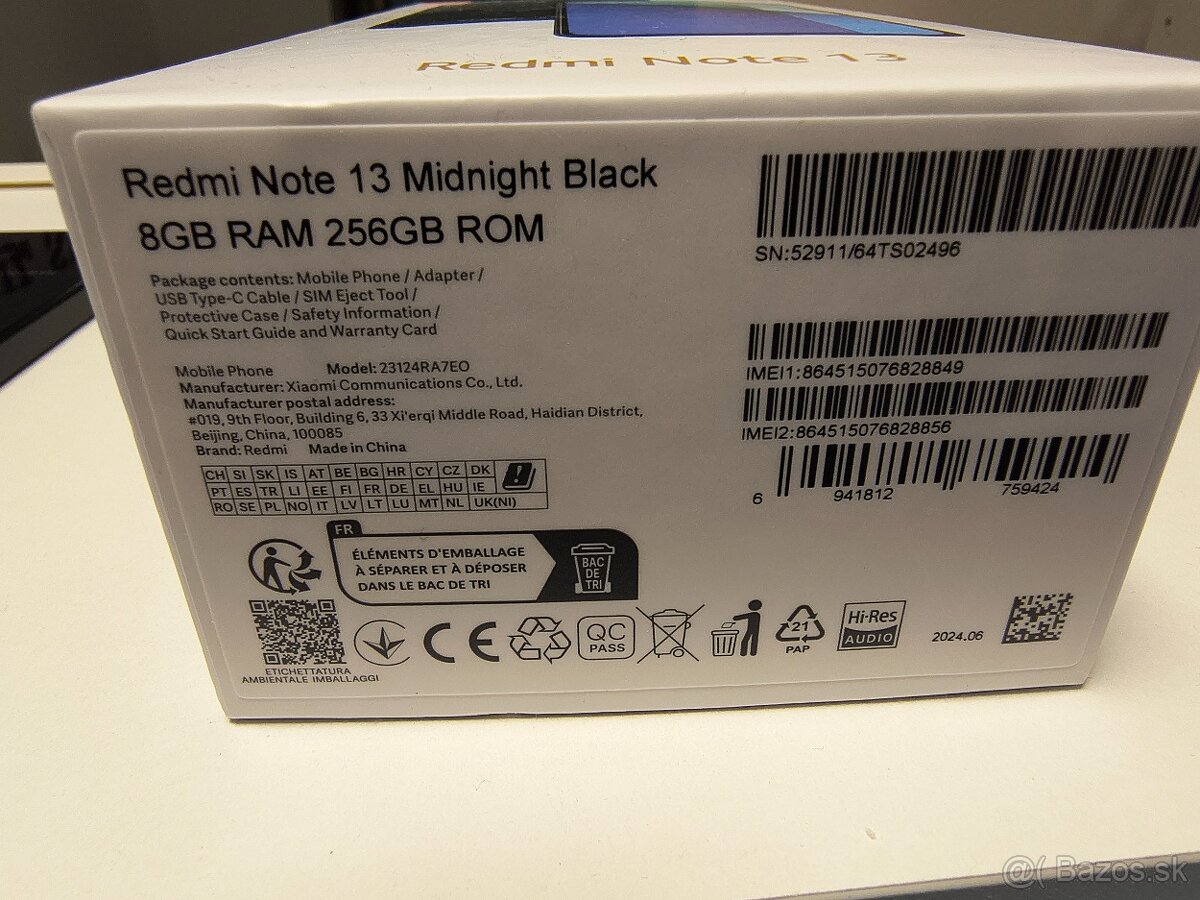 Redmi Note 13
Redmi Note 13 Midnight Black
8GB RAM 256GB ROM
Package contents: Mobile Phone / Adapter /
USB Type-C Cable / SIM Eject Tool /
Protective Case / Safety Information /
Quick Start Guide and Warranty Card
Mobile Phone Model: 23124RA7EO
Manufacturer: Xiaomi Communications Co., Ltd.
Manufacturer postal address:
#019, 9th Floor, Building 6, 33 Xi'erqi Middle Road, Haidian District,
Beijing, China, 100085
Brand: Redmi Made in China
CH SI SK IS AT BE BG HR CY CZ DK
PT ES TR LI EE FI FR DE EL HU IE
RO SE PL NO IT LV LT LU MT NL UK(NI)
SN:52911/64TS02496
IMEI1:864515076828849
IMEI2:864515076828856
6 941812 759424
FR
ÉLÉMENTS D'EMBALLAGE
À SÉPARER ET À DÉPOSER
DANS LE BAC DE TRI
BAC
DE
TRI
ETICHETTATURA
AMBIENTALE IMBALLAGGI
CE
QC
PASS
21
PAP
Hi-Res
AUDIO
2024.06
@( Bazos.sk